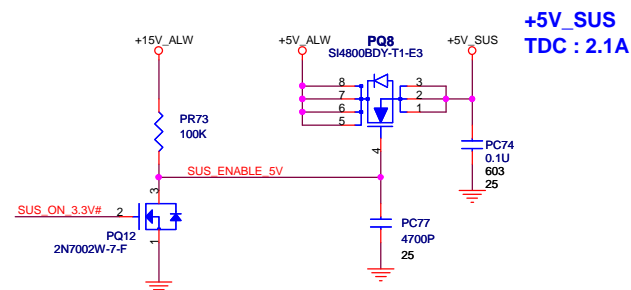 +5V_SUS
TDC : 2.1A
+15V_ALW
+5V_ALW
PQ8
SI4800BDY-T1-E3
+5V_SUS
8
7
6
5
3
2
1
4
PR73
100K
PC74
0.1U
603
25
SUS_ENABLE_5V
3
SUS_ON_3.3V#
2
1
PQ12
2N7002W-7-F
PC77
4700P
25